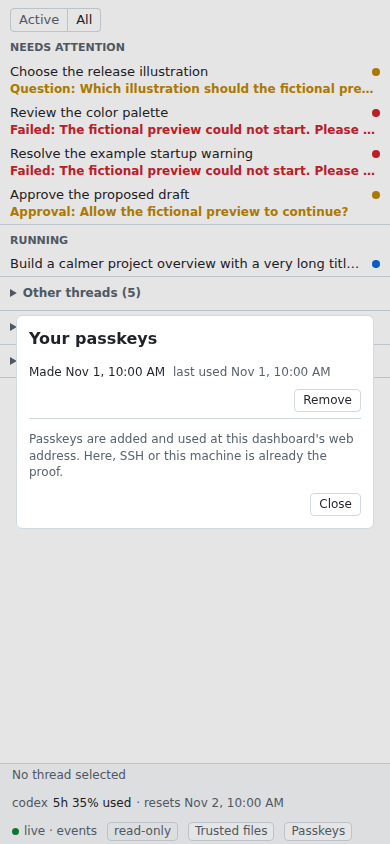 Active All
NEEDS ATTENTION
Choose the release illustration
Question: Which illustration should the fictional pre…
Review the color palette
Failed: The fictional preview could not start. Please …
Resolve the example startup warning
Failed: The fictional preview could not start. Please …
Approve the proposed draft
Approval: Allow the fictional preview to continue?
RUNNING
Build a calmer project overview with a very long titl…
Other threads (5)
Your passkeys
Made Nov 1, 10:00 AM last used Nov 1, 10:00 AM
Remove
Passkeys are added and used at this dashboard's web
address. Here, SSH or this machine is already the
proof.
Close
No thread selected
codex 5h 35% used · resets Nov 2, 10:00 AM
live · events read-only Trusted files Passkeys